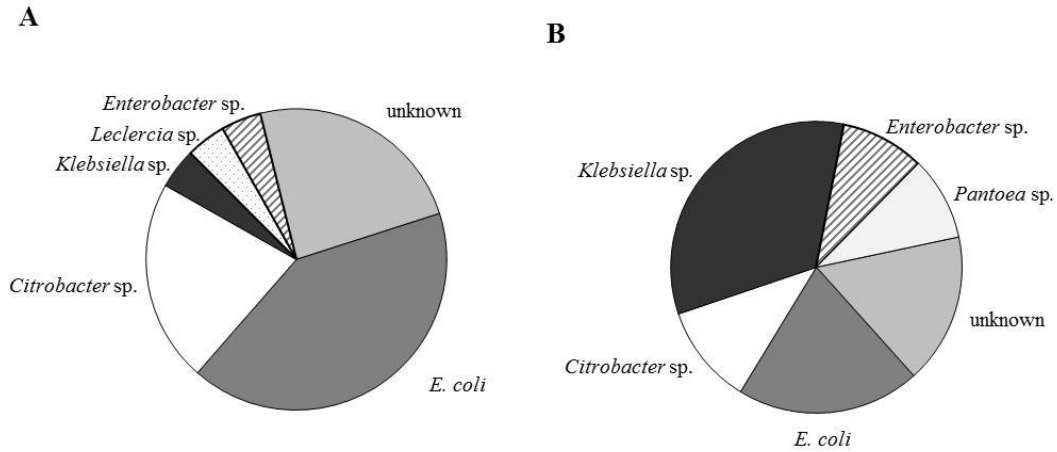 A
Enterobacter sp.
Leclercia sp.
Klebsiella sp.
unknown
Citrobacter sp.
E. coli
B
Klebsiella sp.
Enterobacter sp.
Pantoea sp.
unknown
Citrobacter sp.
E. coli